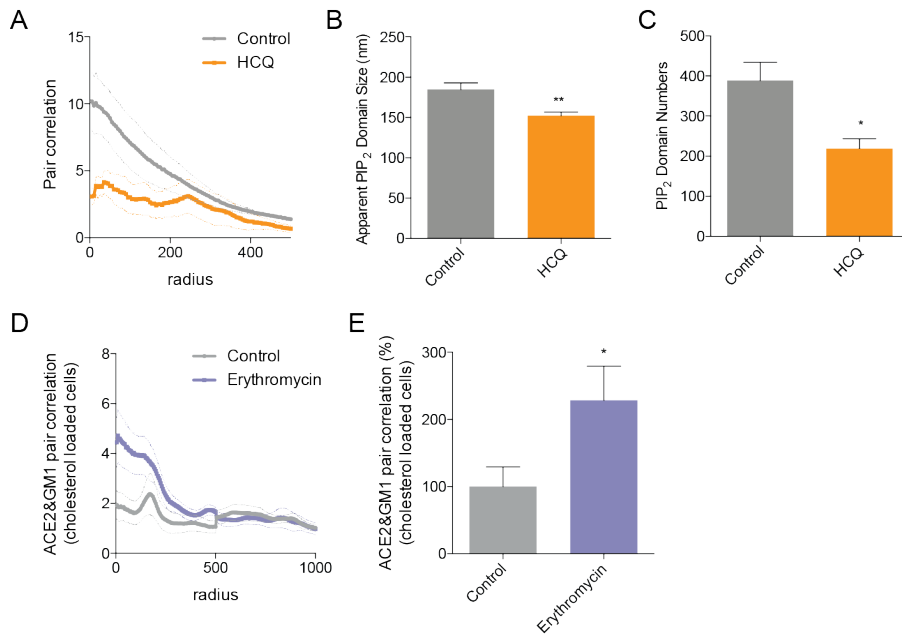 A
Pair correlation
15
10
5
0
0
200
400
radius
Control
HCQ
B
Apparent PIP2 Domain Size (nm)
250
200
150
100
50
0
**
Control
HCQ
C
PIP2 Domain Numbers
500
400
300
200
100
0
*
Control
HCQ
D
ACE2&GM1 pair correlation
(cholesterol loaded cells)
8
6
4
2
0
0
500
1000
radius
Control
Erythromycin
E
ACE2&GM1 pair correlation (%)
(cholesterol loaded cells)
300
200
100
0
*
Control
Erythromycin